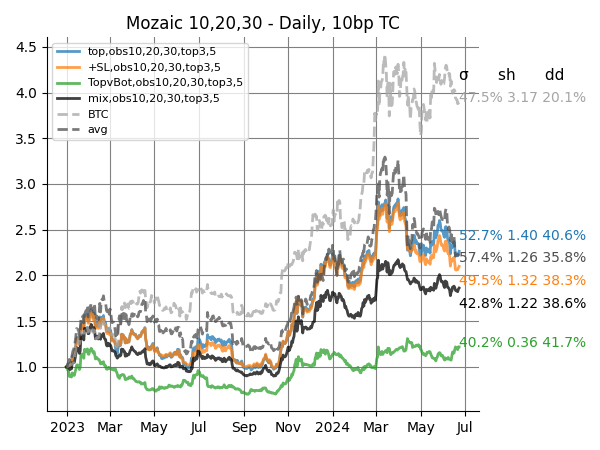 Mozaic 10,20,30 - Daily, 10bp TC
top,obs10,20,30,top3,5
+SL,obs10,20,30,top3,5
TopvBot,obs10,20,30,top3,5
mix,obs10,20,30,top3,5
BTC
avg
σ sh dd
47.5% 3.17 20.1%
52.7% 1.40 40.6%
57.4% 1.26 35.8%
49.5% 1.32 38.3%
42.8% 1.22 38.6%
40.2% 0.36 41.7%
4.5
4.0
3.5
3.0
2.5
2.0
1.5
1.0
2023 Mar May Jul Sep Nov 2024 Mar May Jul